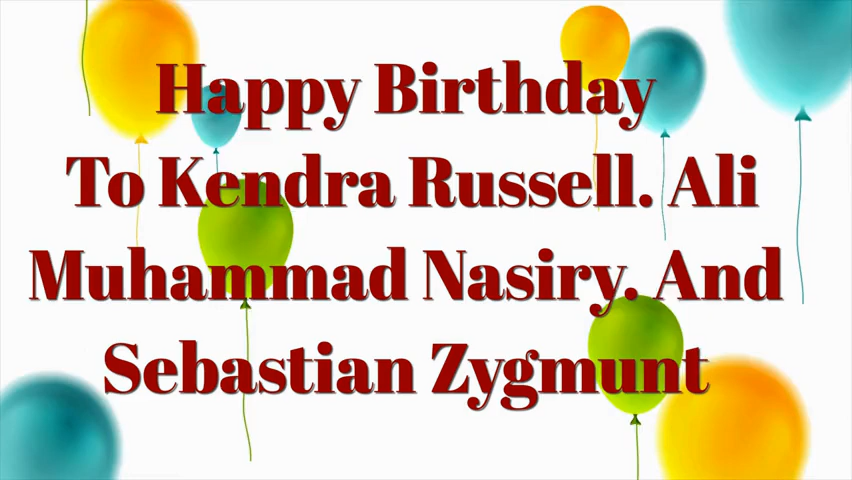 Happy Birthday
To Kendra Russell. Ali
Muhammad Nasiry. And
Sebastian Zygmunt